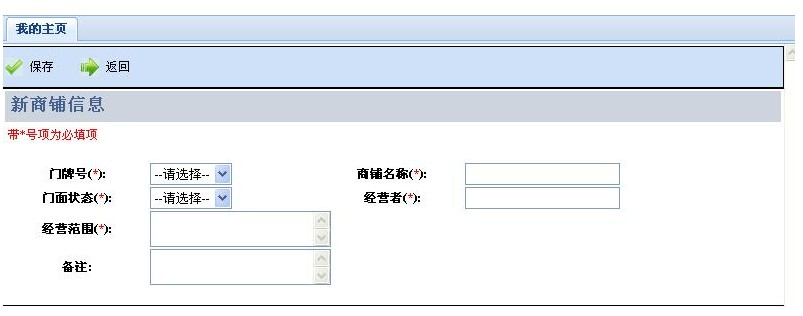 我的主页
保存 返回
新商铺信息
带*号项为必填项
门牌号(*): --请选择-- 商铺名称(*):
门面状态(*): --请选择-- 经营者(*):
经营范围(*):
备注: